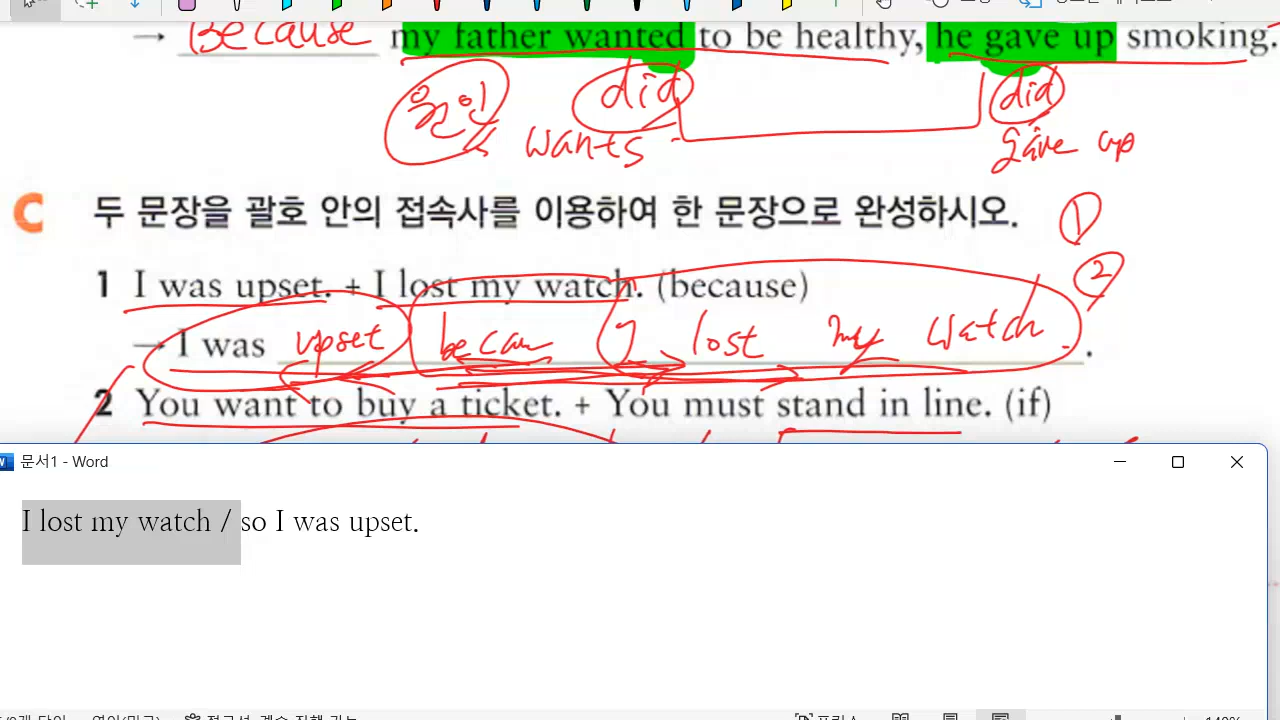 → Because my father wanted to be healthy, he gave up smoking.
원인 did did
wants give up
C 두 문장을 괄호 안의 접속사를 이용하여 한 문장으로 완성하시오. ①
1 I was upset. + I lost my watch. (because) ②
→ I was upset becau I lost my watch.
2 You want to buy a ticket. + You must stand in line. (if)
문서1 - Word
I lost my watch / so I was upset.